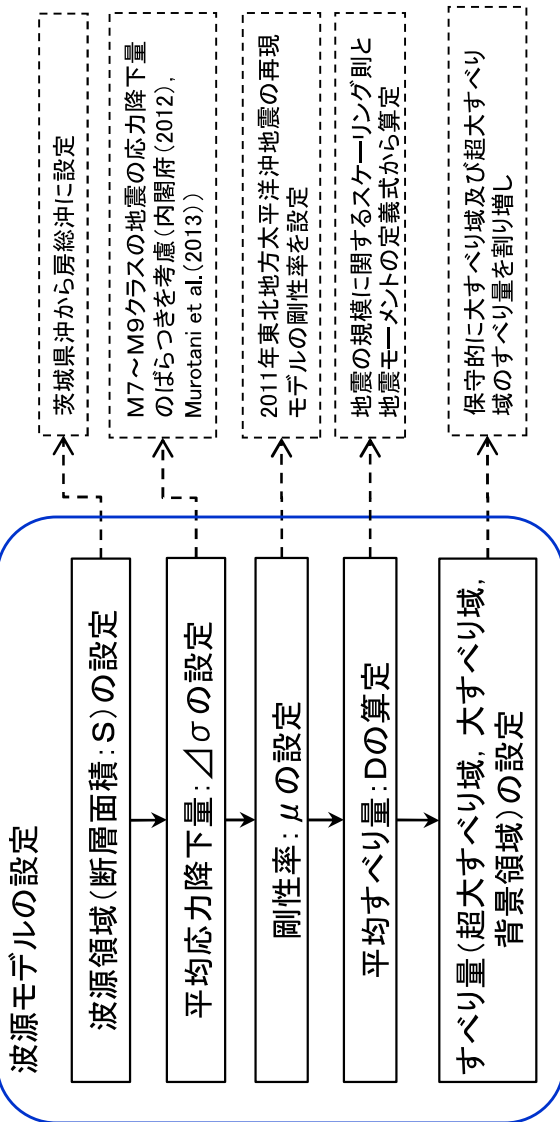 波源モデルの設定
波源領域(断層面積:S)の設定
茨城県沖から房総沖に設定
平均応力降下量:⊿σの設定
M7～M9クラスの地震の応力降下量
のばらつきを考慮(内閣府(2012),
Murotani et al.(2013))
剛性率:μの設定
2011年東北地方太平洋沖地震の再現
モデルの剛性率を設定
平均すべり量:Dの算定
地震の規模に関するスケーリング則と
地震モーメントの定義式から算定
すべり量(超大すべり域, 大すべり域,
背景領域)の設定
保守的に大すべり域及び超大すべり
域のすべり量を割り増し